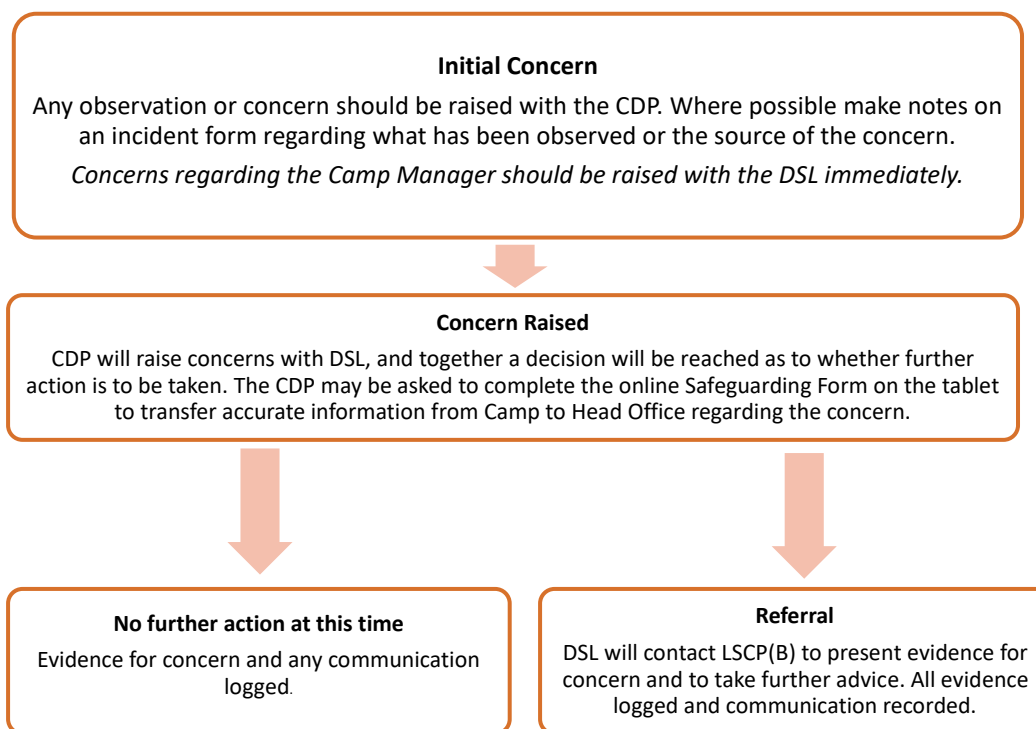 Initial Concern
Any observation or concern should be raised with the CDP. Where possible make notes on
an incident form regarding what has been observed or the source of the concern.
Concerns regarding the Camp Manager should be raised with the DSL immediately.
Concern Raised
CDP will raise concerns with DSL, and together a decision will be reached as to whether further
action is to be taken. The CDP may be asked to complete the online Safeguarding Form on the tablet
to transfer accurate information from Camp to Head Office regarding the concern.
No further action at this time
Evidence for concern and any communication
logged.
Referral
DSL will contact LSCP(B) to present evidence for
concern and to take further advice. All evidence
logged and communication recorded.